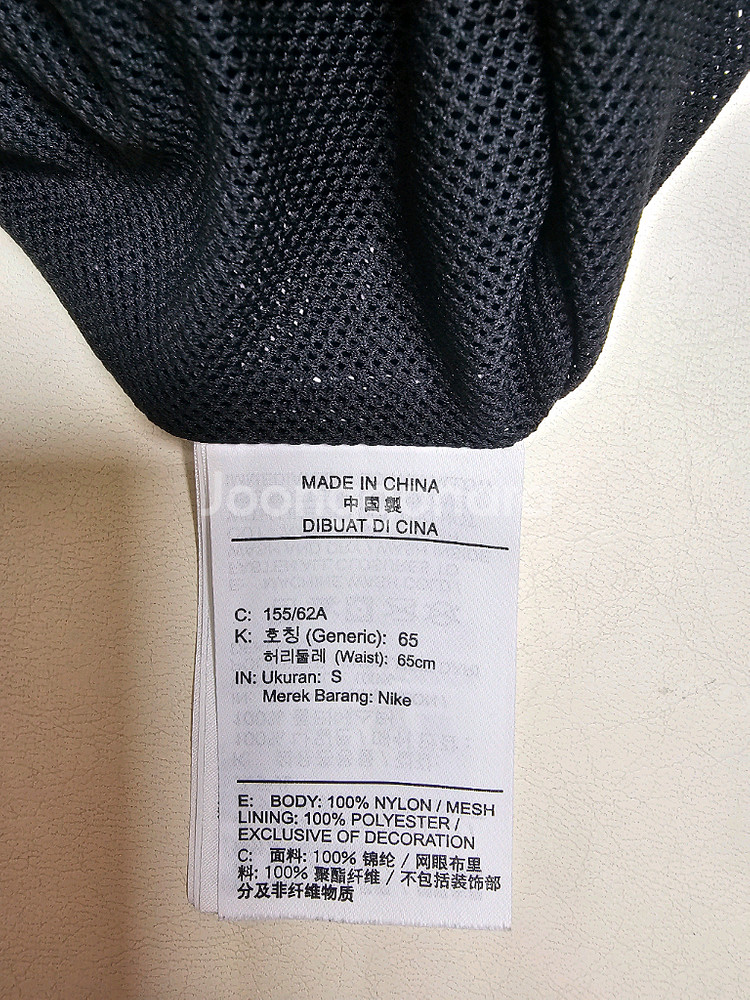 MADE IN CHINA
中国製
DIBUAT DI CINA
C: 155/62A
K: 호칭 (Generic): 65
허리둘레 (Waist): 65cm
IN: Ukuran: S
Merek Barang: Nike
E: BODY: 100% NYLON / MESH
LINING: 100% POLYESTER /
EXCLUSIVE OF DECORATION
C: 面料: 100% 锦纶 / 网眼布里
料: 100% 聚酯纤维 / 不包括装饰部
分及非纤维物质